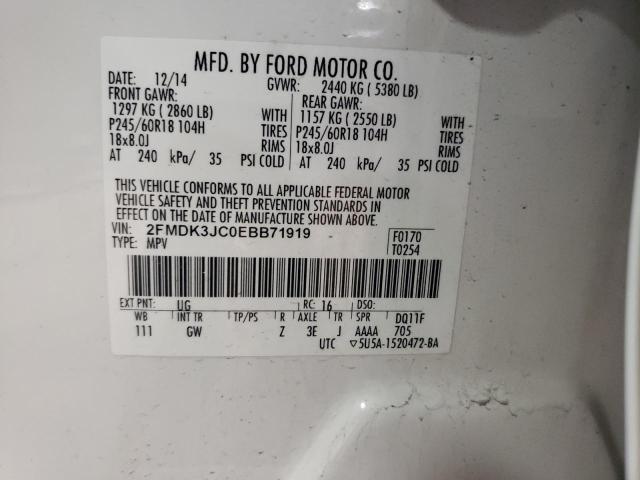 MFD. BY FORD MOTOR CO.
DATE: 12/14 GVWR: 2440 KG ( 5380 LB)
FRONT GAWR: REAR GAWR:
1297 KG ( 2860 LB) 1157 KG ( 2550 LB)
P245/60R18 104H TIRES P245/60R18 104H TIRES
18x8.0J RIMS 18x8.0J RIMS
AT 240 kPa/ 35 PSI COLD AT 240 kPa/ 35 PSI COLD
THIS VEHICLE CONFORMS TO ALL APPLICABLE FEDERAL MOTOR
VEHICLE SAFETY AND THEFT PREVENTION STANDARDS IN
EFFECT ON THE DATE OF MANUFACTURE SHOWN ABOVE.
VIN: 2FMDK3JC0EBB71919 F0170
TYPE: MPV T0254
EXT PNT: UG RC: 16 DSO:
WB INT TR TP/PS R AXLE TR SPR DQ11F
111 GW Z 3E J AAAA 705
UTC ▽5U5A-1520472-BA